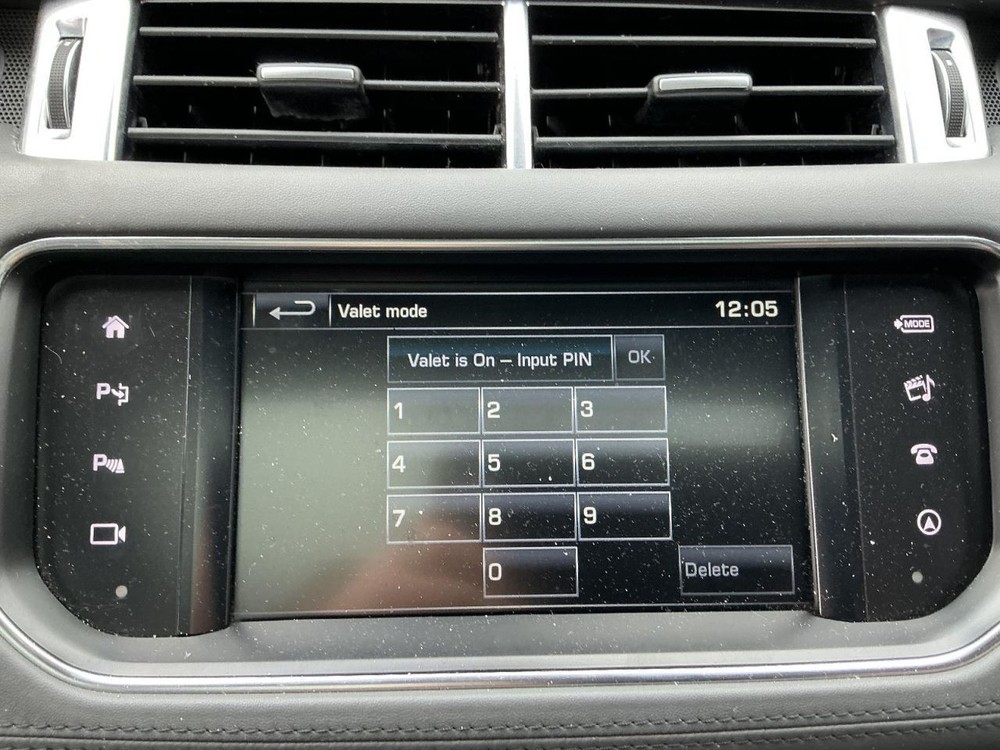 Valet mode
12:05
Valet is On – Input PIN
OK
1
2
3
4
5
6
7
8
9
0
Delete
P
P
MODE